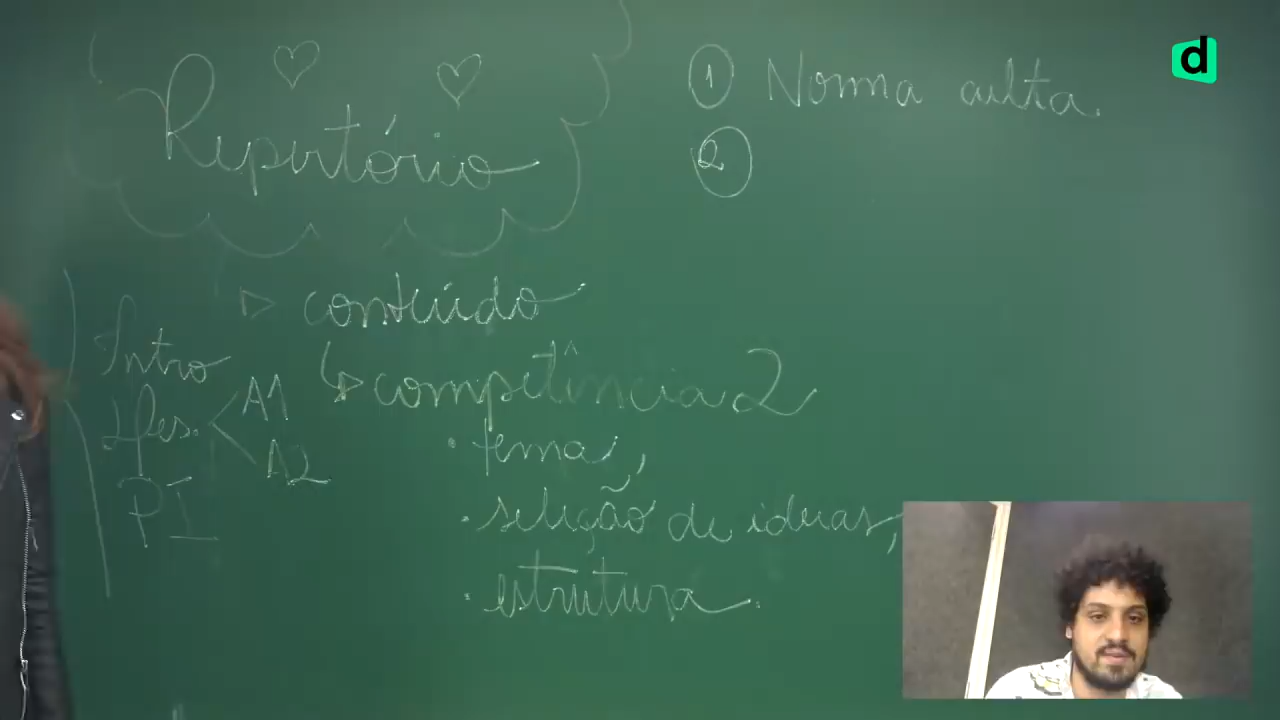 Repertório
① Norma culta.
②
▷ conteúdo
↳ competência 2
· tema,
· seleção de ideias,
· estrutura.
Intro
Des. < A1
A2
PI
d